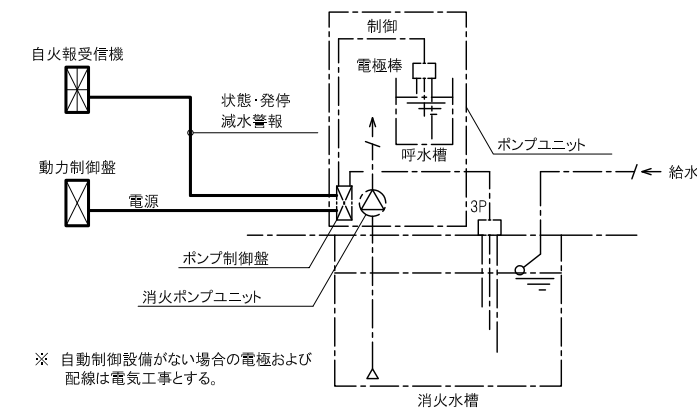 制御
自火報受信機
電極棒
状態・発停
減水警報
ポンプユニット
呼水槽
動力制御盤
給水
電源
3P
ポンプ制御盤
消火ポンプユニット
※ 自動制御設備がない場合の電極および
配線は電気工事とする。
消火水槽